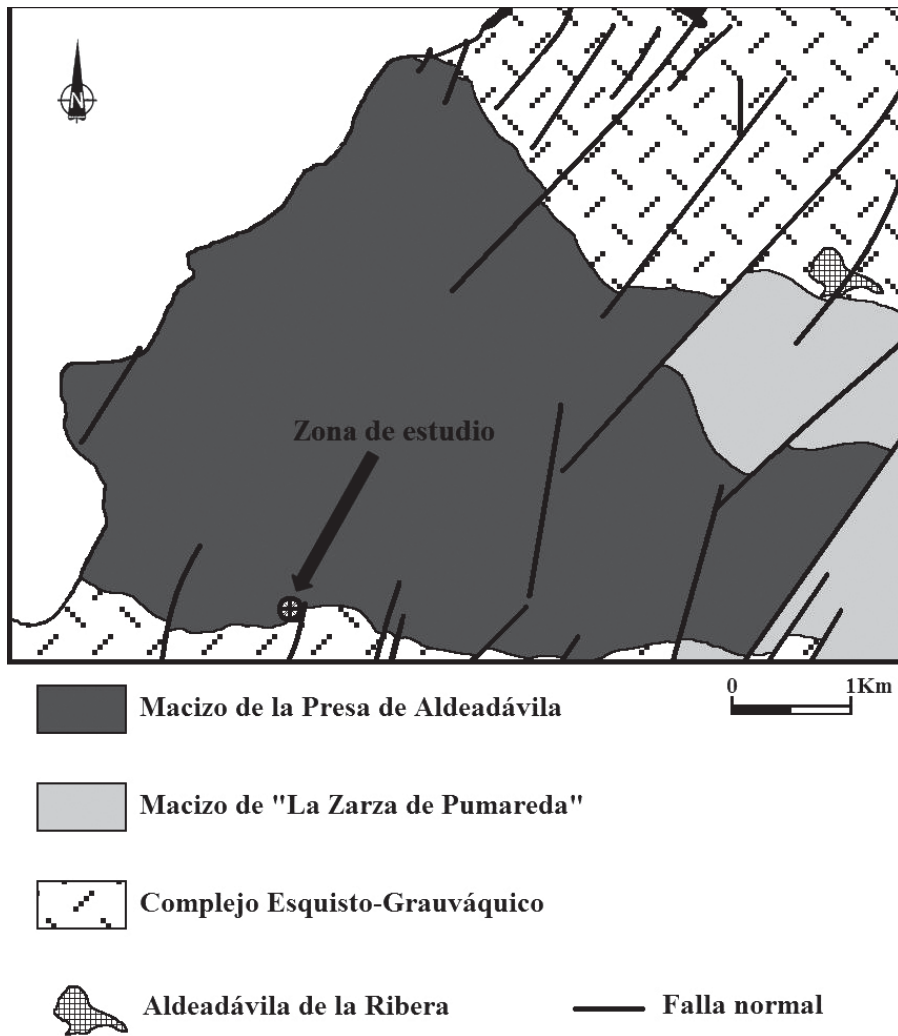 N
Zona de estudio
0 1Km
Macizo de la Presa de Aldeadávila
Macizo de "La Zarza de Pumareda"
Complejo Esquisto-Grauváquico
Aldeadávila de la Ribera
Falla normal